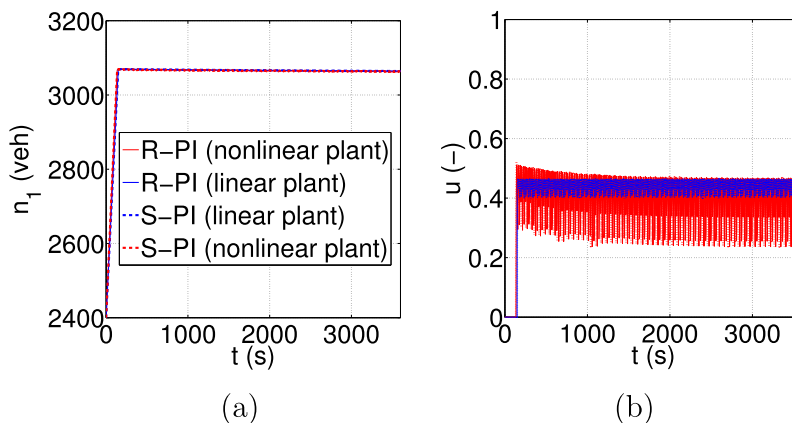 3200
3000
2800
2600
2400
n1 (veh)
R-PI (nonlinear plant)
R-PI (linear plant)
S-PI (linear plant)
S-PI (nonlinear plant)
0 1000 2000 3000
t (s)
(a)
1
0.8
0.6
0.4
0.2
0
u (-)
0 1000 2000 3000
t (s)
(b)